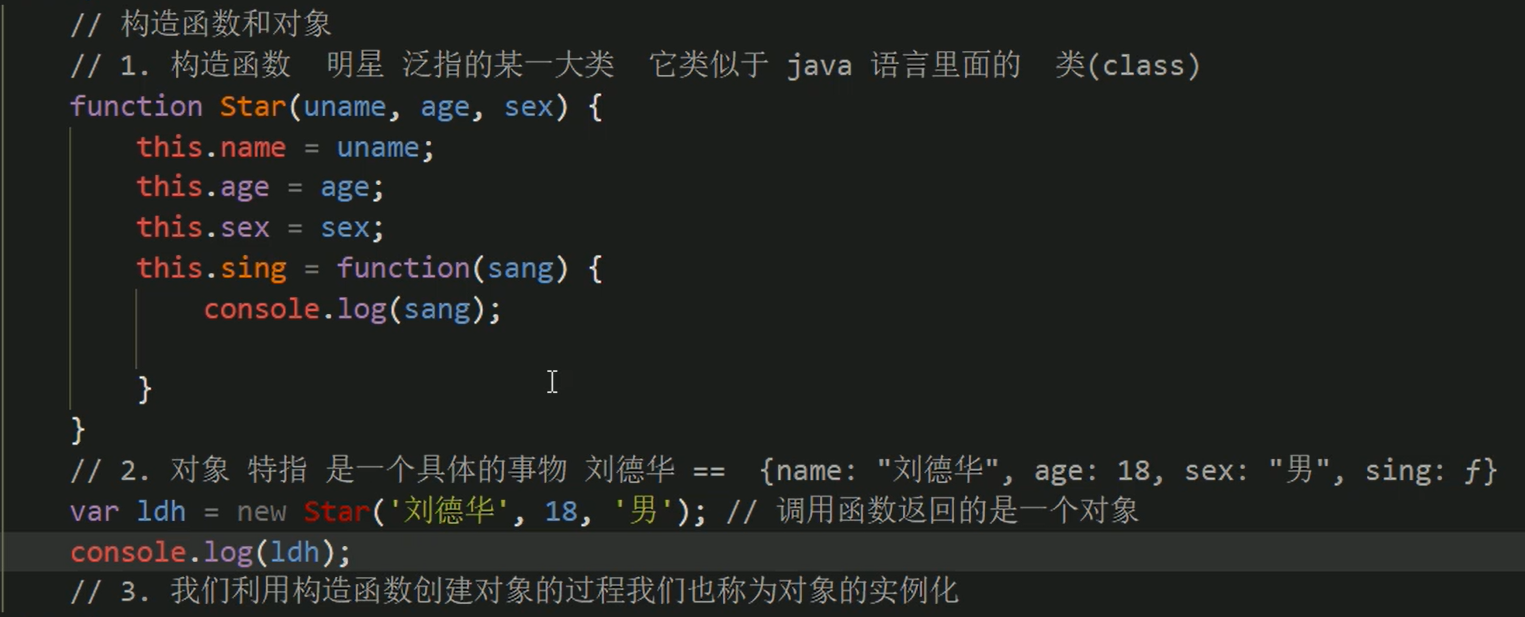 // 构造函数和对象
// 1. 构造函数  明星 泛指的某一大类  它类似于 java 语言里面的  类(class)
function Star(uname, age, sex) {
    this.name = uname;
    this.age = age;
    this.sex = sex;
    this.sing = function(sang) {
        console.log(sang);
    }
}
// 2. 对象 特指 是一个具体的事物 刘德华 ==  {name: "刘德华", age: 18, sex: "男", sing: ƒ}
var ldh = new Star('刘德华', 18, '男'); // 调用函数返回的是一个对象
console.log(ldh);
// 3. 我们利用构造函数创建对象的过程我们也称为对象的实例化